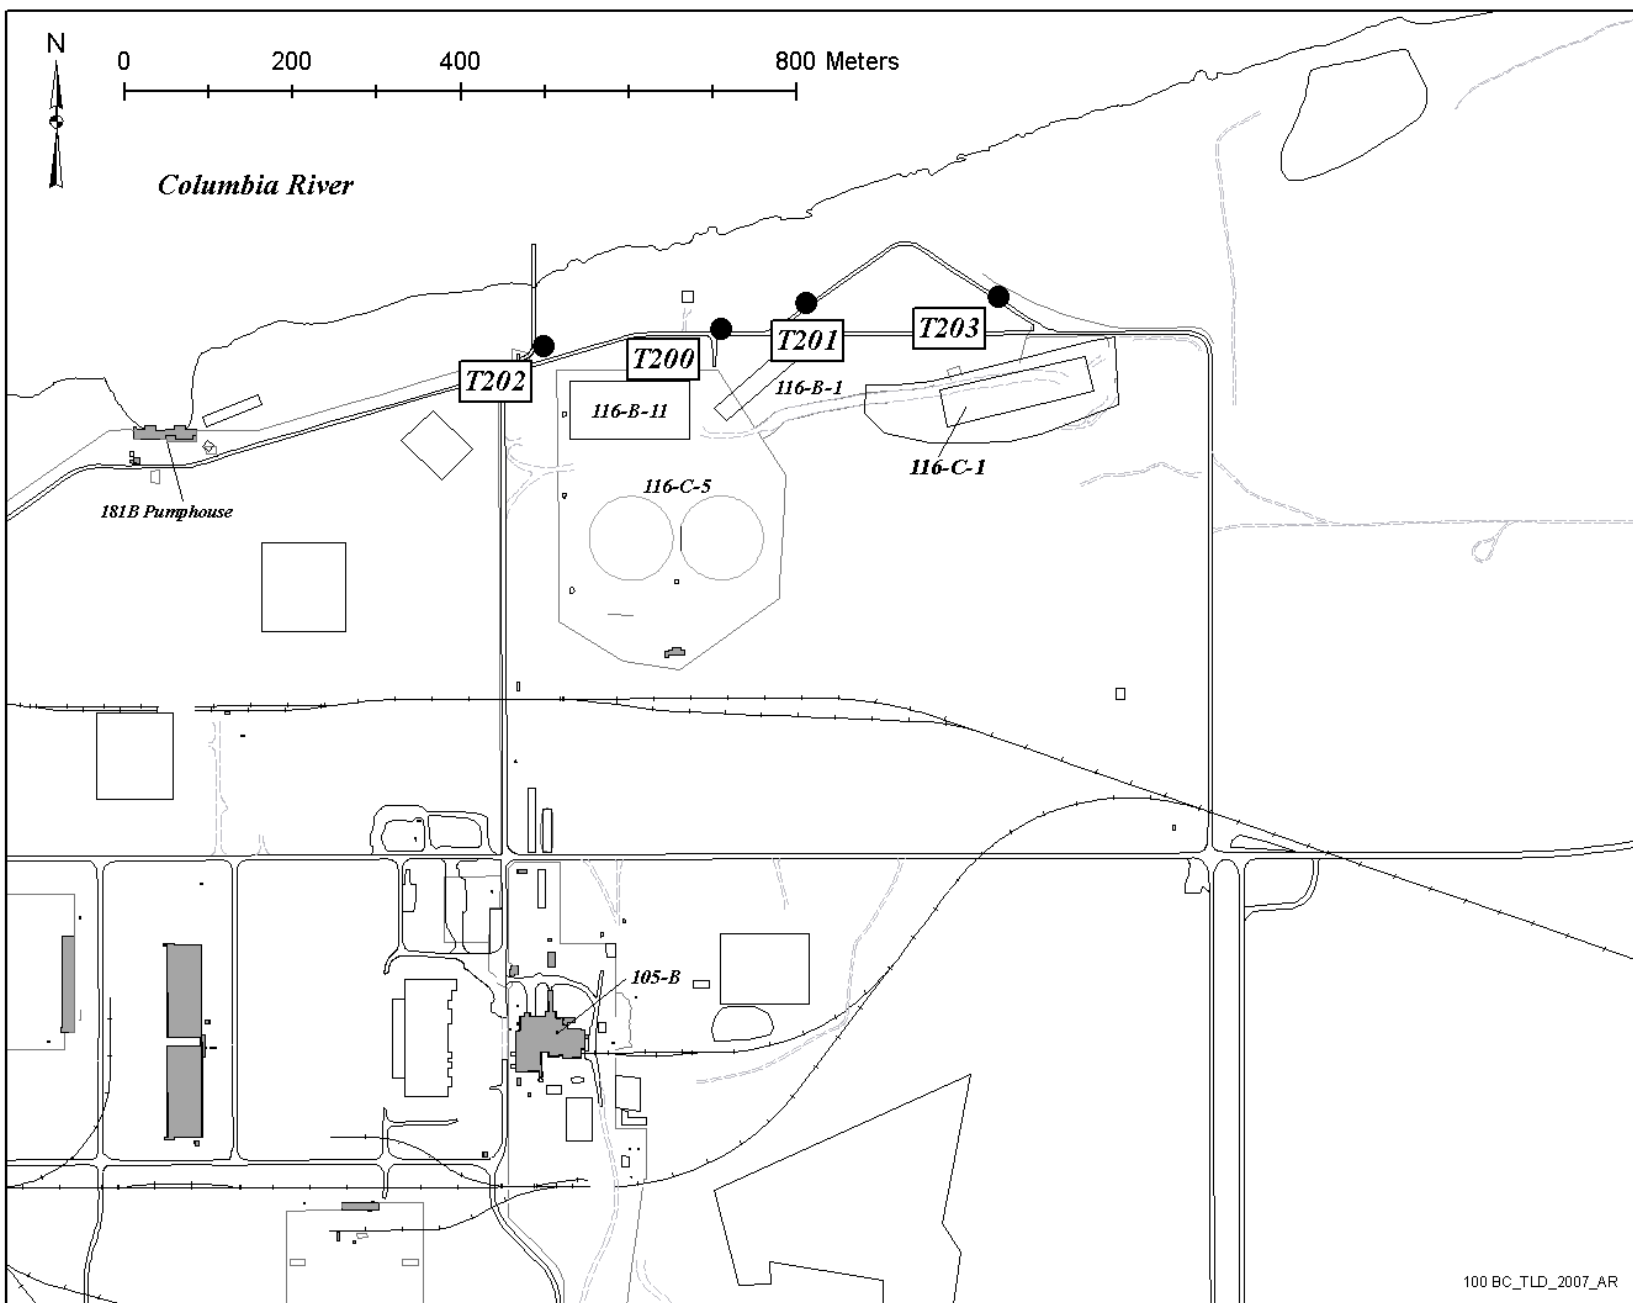 N
0 200 400 800 Meters
Columbia River
T202
T200
T201
T203
116-B-11
116-B-1
116-C-1
116-C-5
181B Pumphouse
105-B
100 BC_TLD_2007_AR